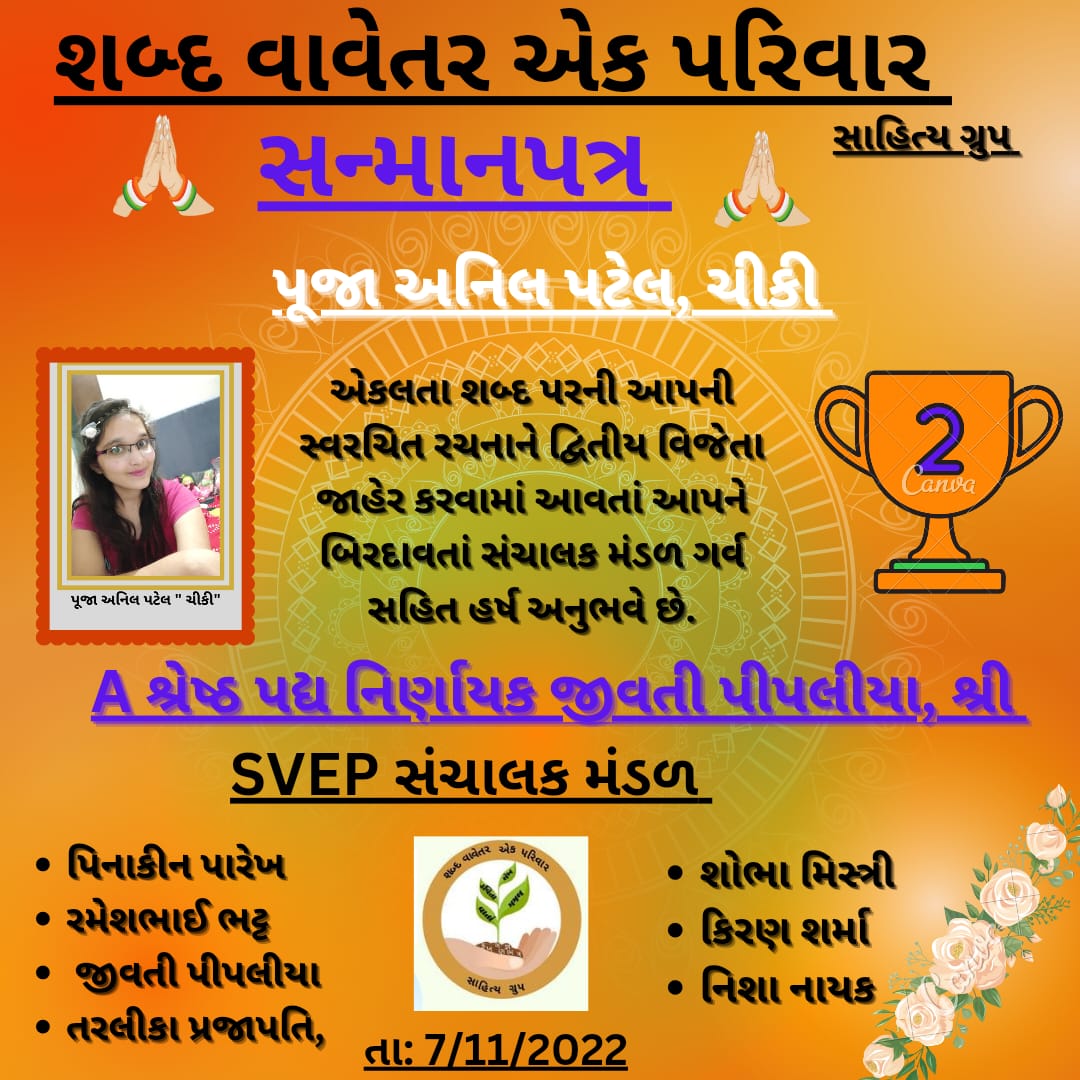 શબ્દ વાવેતર એક પરિવાર
સાહિત્ય ગ્રુપ
સન્માનપત્ર
પૂજા અનિલ પટેલ, ચીકી
એકલતા શબ્દ પરની આપની
સ્વરચિત રચનાને દ્વિતીય વિજેતા
જાહેર કરવામાં આવતાં આપને
બિરદાવતાં સંચાલક મંડળ ગર્વ
સહિત હર્ષ અનુભવે છે.
પૂજા અનિલ પટેલ " ચીકી"
2
Canva
A શ્રેષ્ઠ પદ્ય નિર્ણાયક જીવતી પીપલીયા, શ્રી
SVEP સંચાલક મંડળ
• પિનાકીન પારેખ
• રમેશભાઈ ભટ્ટ
• જીવતી પીપલીયા
• તરલીકા પ્રજાપતિ,
શબ્દ વાવેતર એક પરિવાર
સાહિત્ય ગ્રુપ
• શોભા મિસ્ત્રી
• કિરણ શર્મા
• નિશા નાયક
તા: 7/11/2022